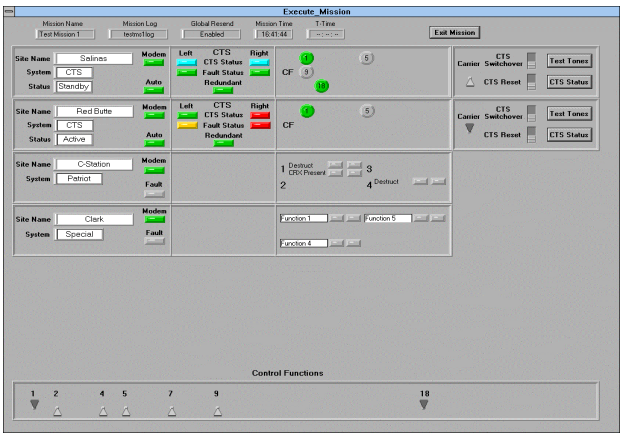 Execute_Mission
Mission Name Mission Log Global Resend Mission Time T-Time
Test Mission 1 testms1log Enabled 16:41:44 --:--:--
Exit Mission
Site Name Salinas Modem
System CTS
Status Standby Auto
Left CTS Right
CTS Status
Fault Status
Redundant
1 5
CF 9
18
CTS
Carrier Switchover Test Tones
CTS Reset CTS Status
Site Name Red Butte Modem
System CTS
Status Active Auto
Left CTS Right
CTS Status
Fault Status
Redundant
1 5
CF
CTS
Carrier Switchover Test Tones
CTS Reset CTS Status
Site Name C-Station Modem
System Patriot Fault
1 Destruct 3
CRX Present
2 4 Destruct
Site Name Clark Modem
System Special Fault
Function 1 Function 5
Function 4
Control Functions
1 2 4 5 7 9 18